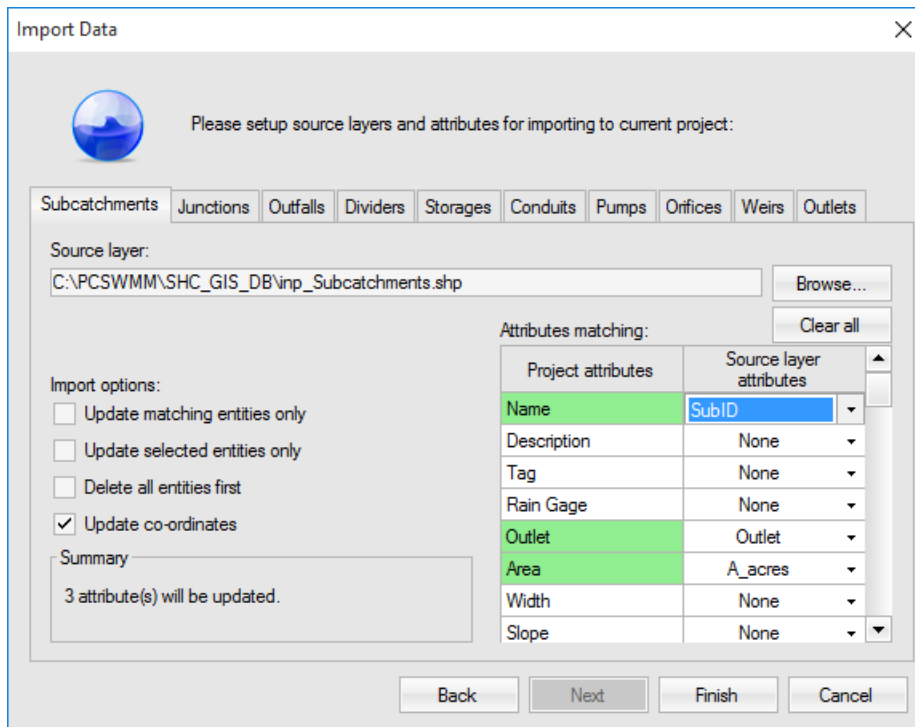 Import Data
Please setup source layers and attributes for importing to current project:
Subcatchments Junctions Outfalls Dividers Storages Conduits Pumps Orifices Weirs Outlets
Source layer:
C:\PCSWMM\SHC_GIS_DB\inp_Subcatchments.shp Browse...
Clear all
Attributes matching:
Project attributes Source layer
attributes
Import options:
Update matching entities only
Update selected entities only
Delete all entities first
Update co-ordinates
Summary
3 attribute(s) will be updated.
Name SubID
Description None
Tag None
Rain Gage None
Outlet Outlet
Area A_acres
Width None
Slope None
Back Next Finish Cancel